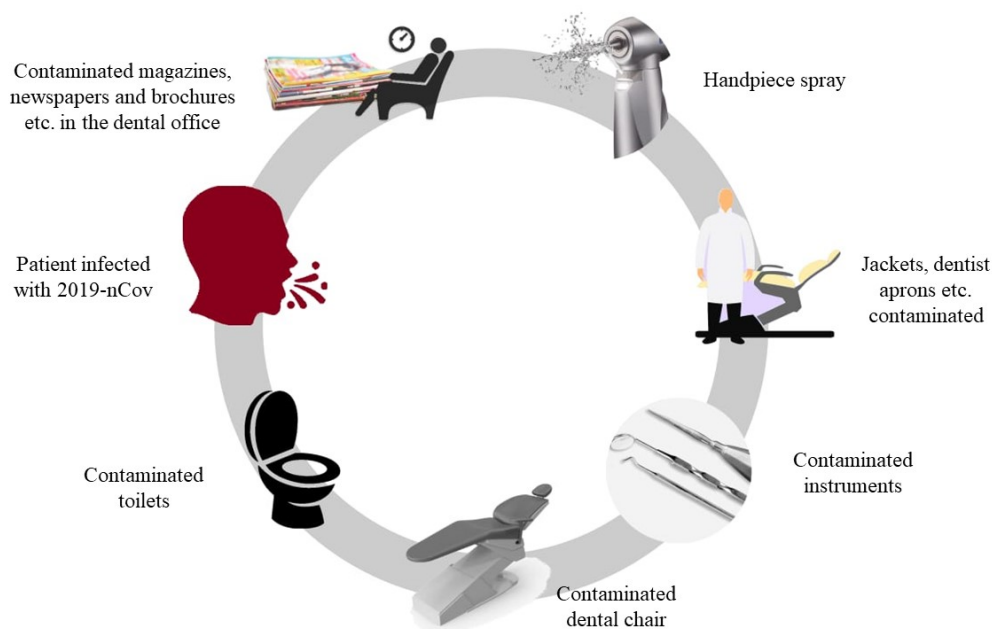 Contaminated magazines,
newspapers and brochures
etc. in the dental office
Handpiece spray
Patient infected
with 2019-nCov
Jackets, dentist
aprons etc.
contaminated
Contaminated
toilets
Contaminated
instruments
Contaminated
dental chair